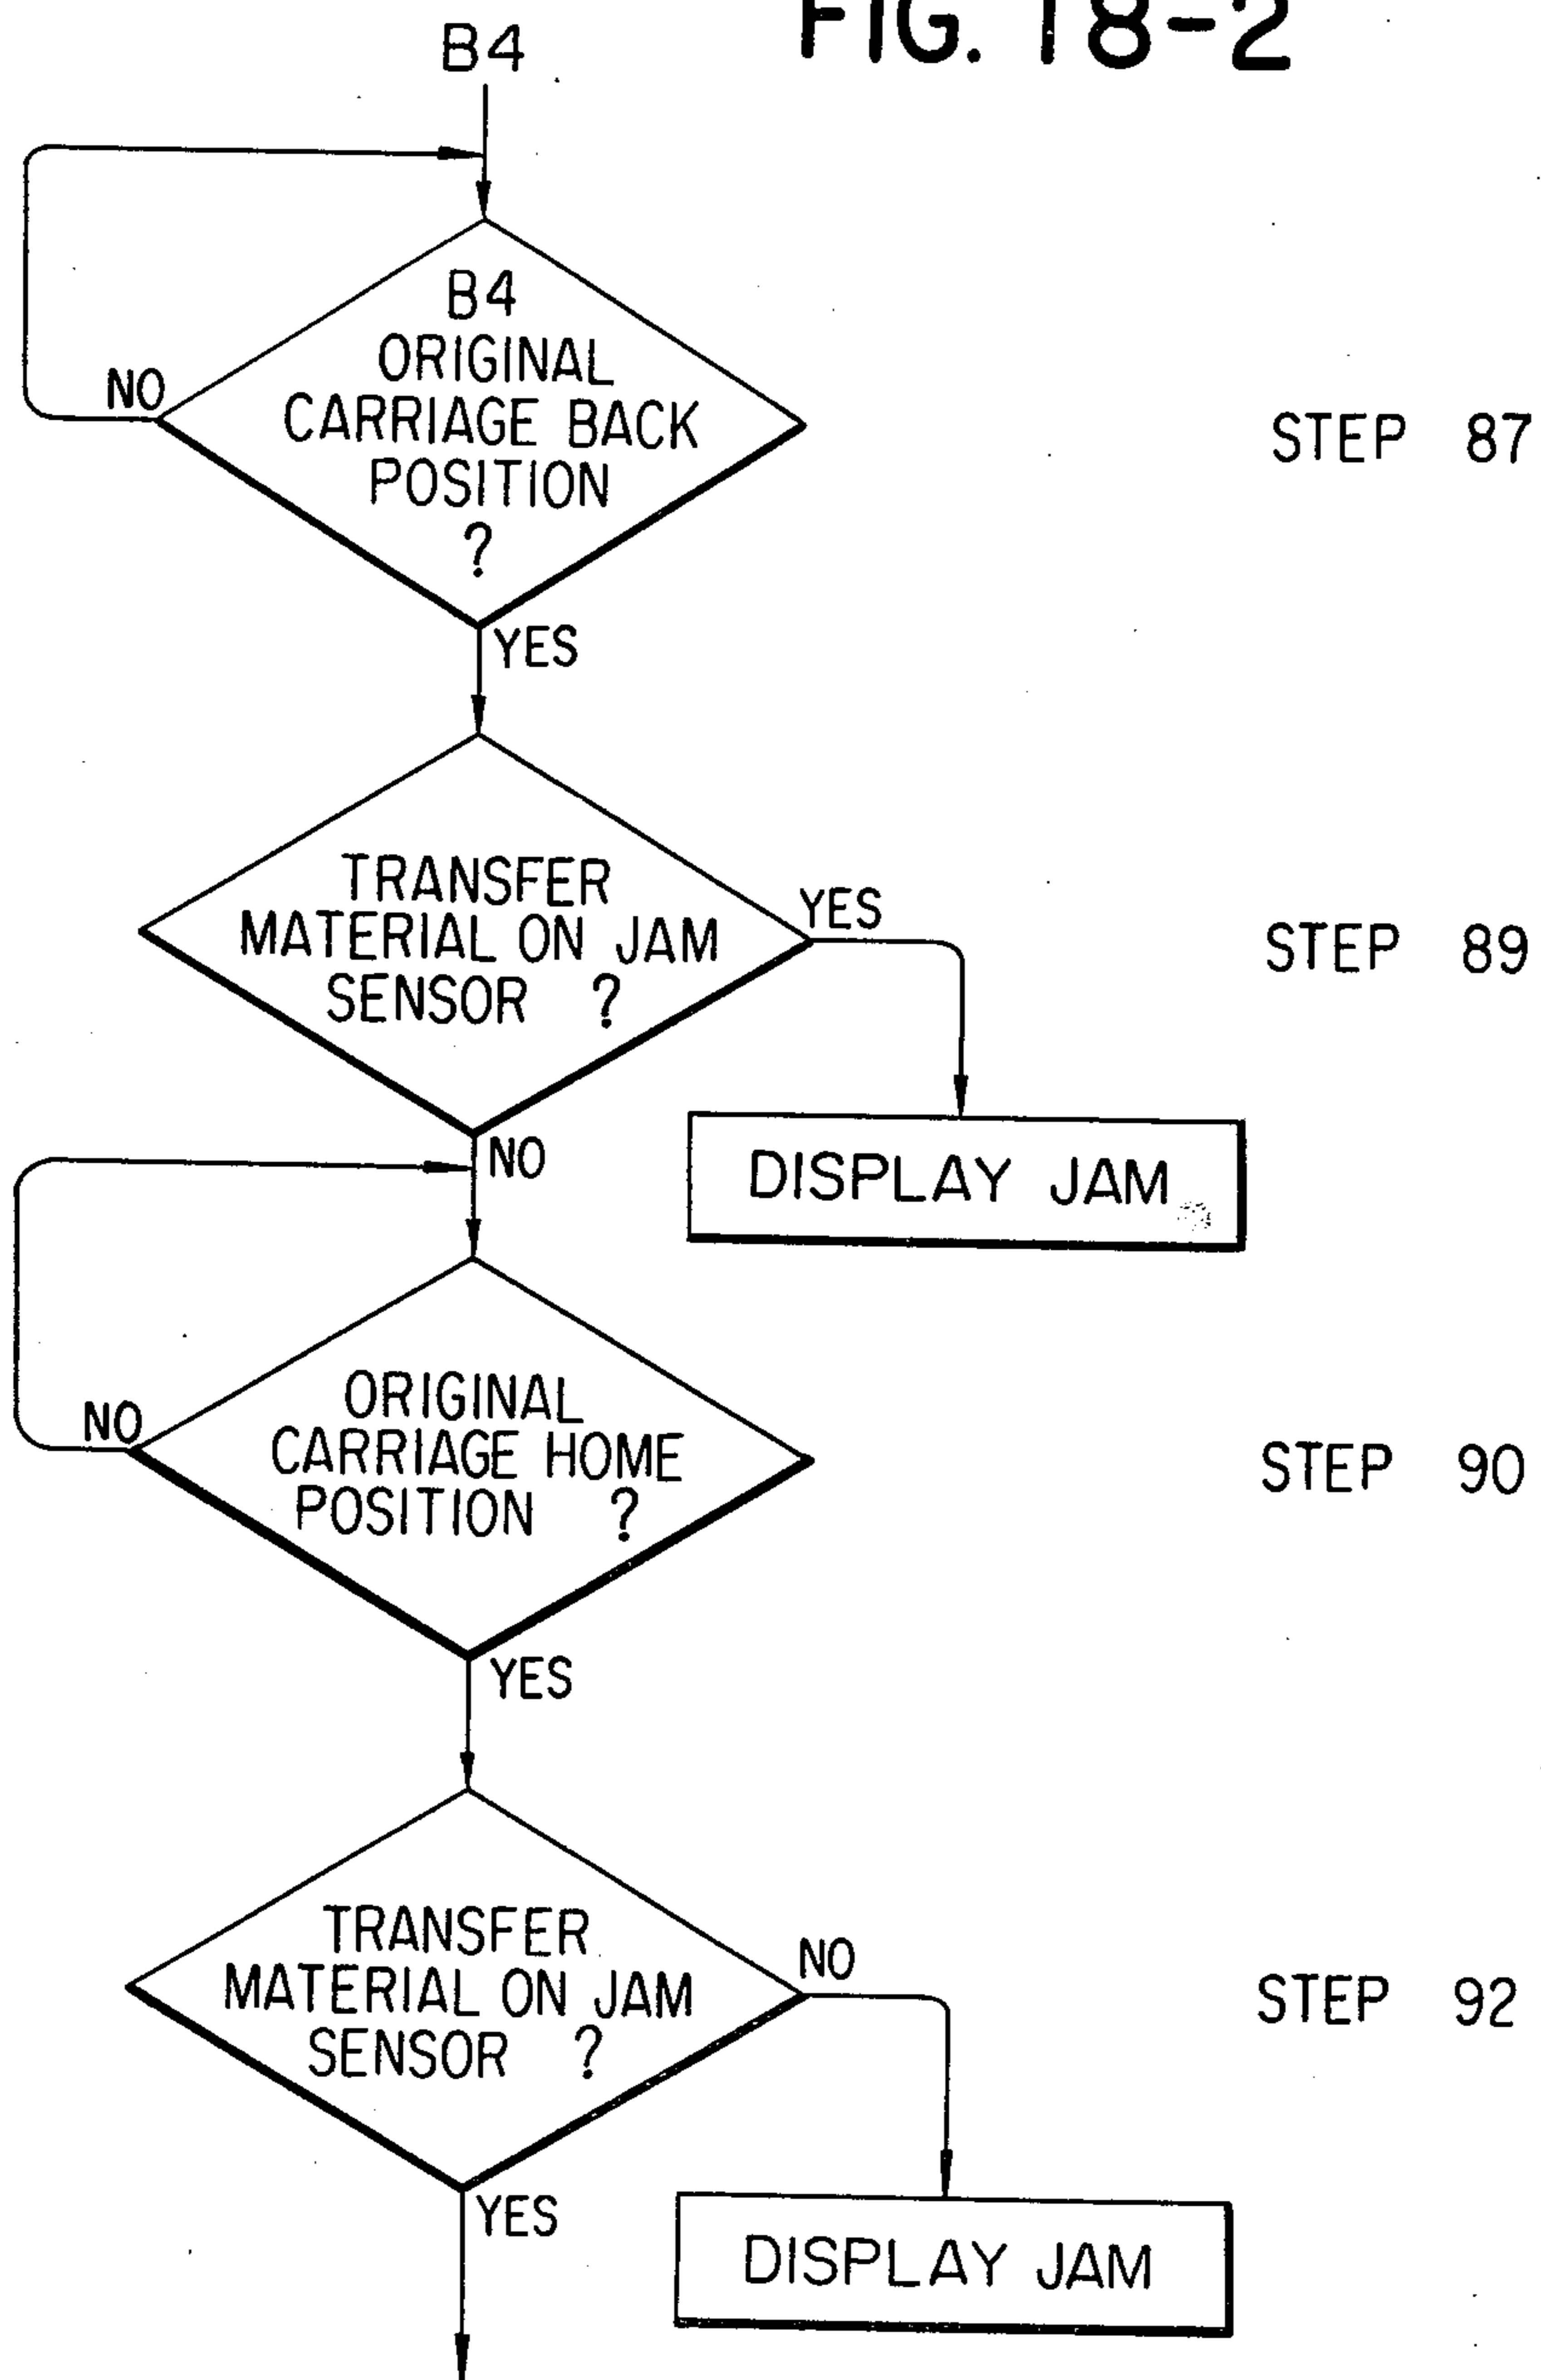 FIG. 18-2
B4
B4
ORIGINAL
CARRIAGE BACK
POSITION
?
NO
STEP 87
YES
TRANSFER
MATERIAL ON JAM
SENSOR ?
YES
STEP 89
NO
DISPLAY JAM
ORIGINAL
CARRIAGE HOME
POSITION ?
NO
STEP 90
YES
TRANSFER
MATERIAL ON JAM
SENSOR ?
NO
STEP 92
YES
DISPLAY JAM